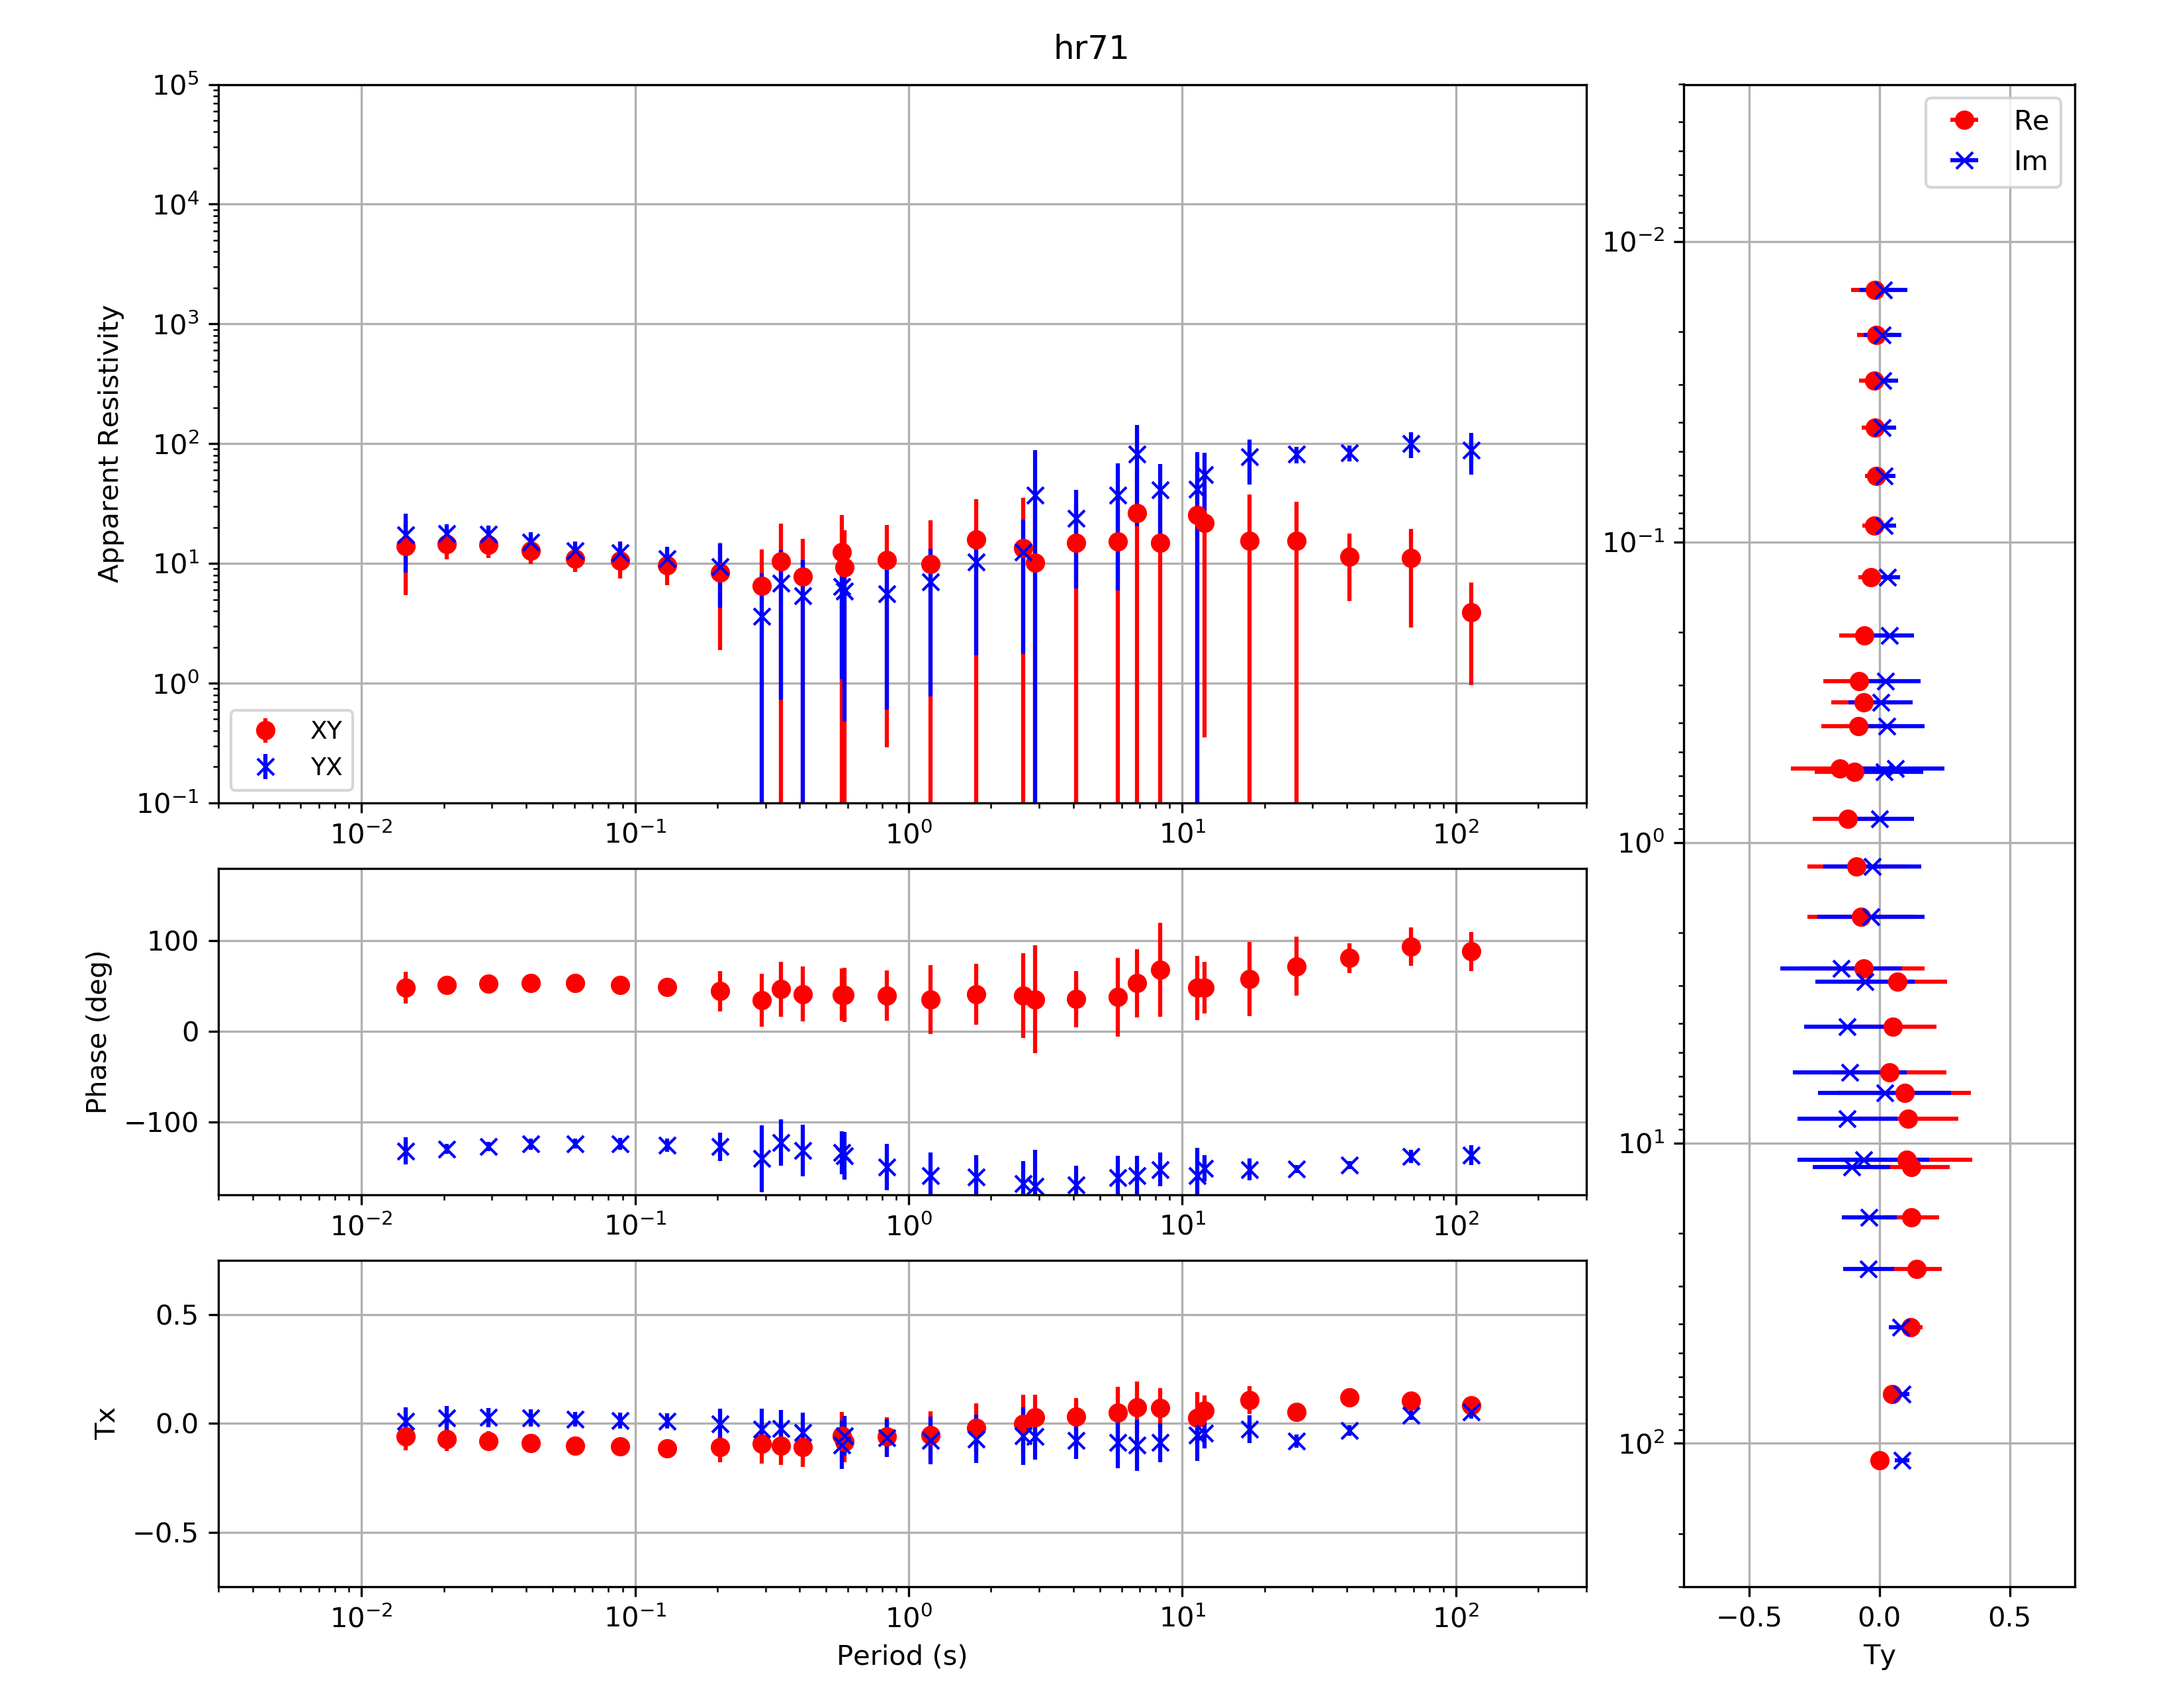 hr71
Apparent Resistivity
10^5
10^4
10^3
10^2
10^1
10^0
10^-1
XY
YX
10^-2 10^-1 10^0 10^1 10^2
Phase (deg)
100
0
−100
10^-2 10^-1 10^0 10^1 10^2
Tx
0.5
0.0
−0.5
10^-2 10^-1 10^0 10^1 10^2
Period (s)
Re
Im
10^-2
10^-1
10^0
10^1
10^2
−0.5 0.0 0.5
Ty